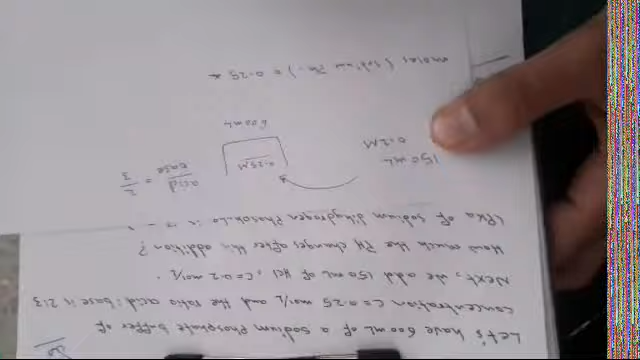 Let's have 600 mL of a sodium phosphate buffer of
concentration C=0.25 mol/L and the ratio acid:base is 2:3
Next, we add 150 mL of HCl, C=0.2 mol/L.
How much the pH changes after this addition?
(pKa of sodium dihydrogen phosphate is
150 mL
0.2M
0.25M
600 mL
acid/base = 2/3
moles (sodium
) = 0.25 ×